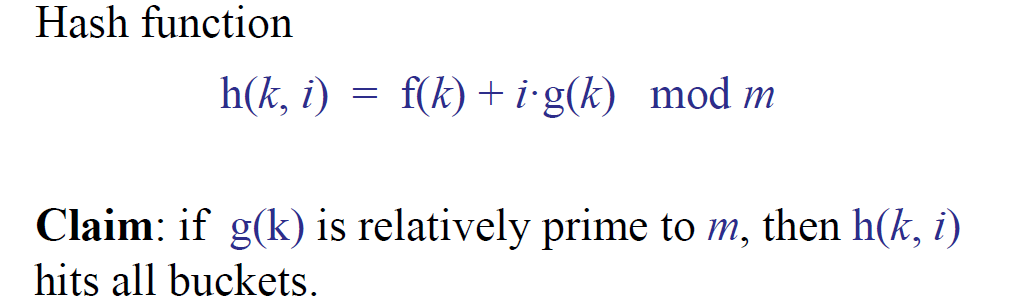 Hash function
h(k, i) = f(k) + i·g(k) mod m
Claim: if g(k) is relatively prime to m, then h(k, i)
hits all buckets.